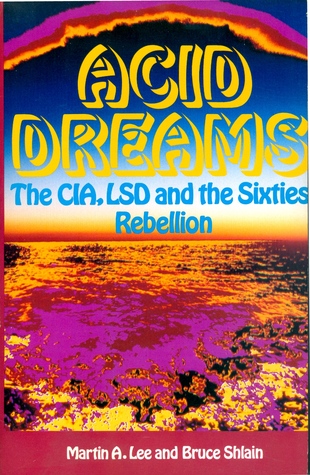 ACID
DREAMS
The CIA, LSD and the Sixties
Rebellion
Martin A. Lee and Bruce Shlain